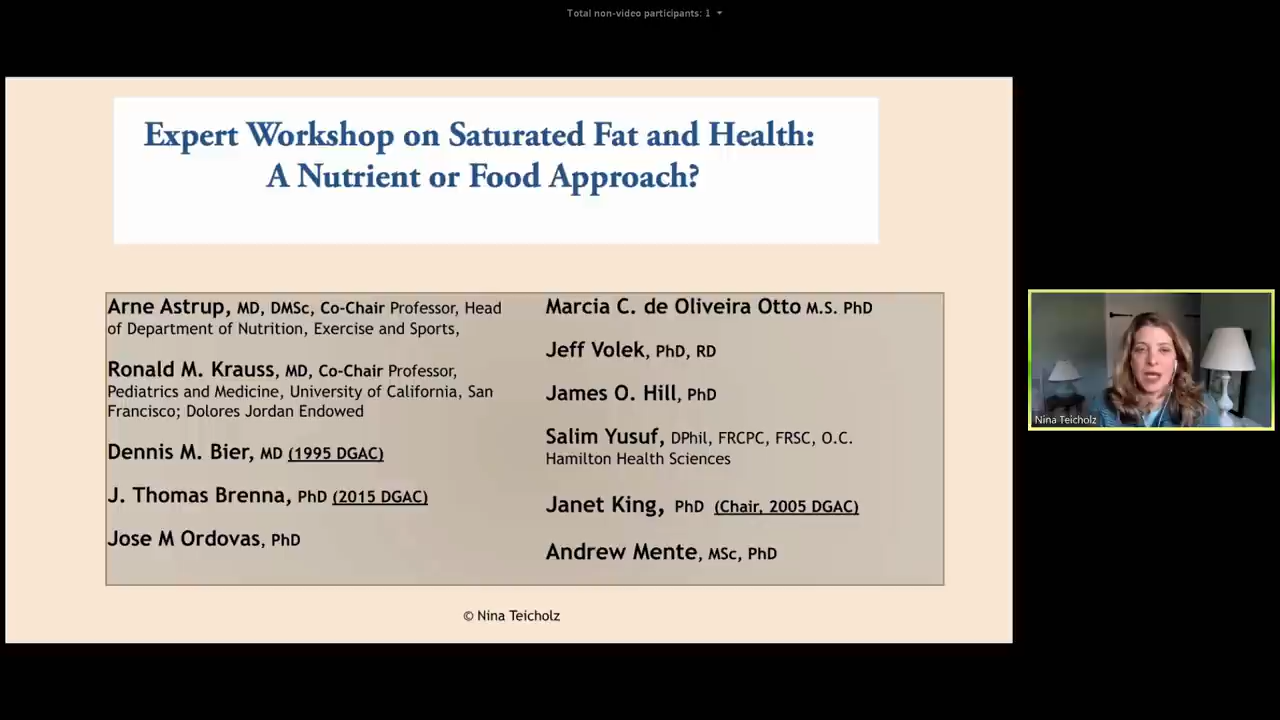 Total non-video participants: 1
Expert Workshop on Saturated Fat and Health:
A Nutrient or Food Approach?
Arne Astrup, MD, DMSc, Co-Chair Professor, Head
of Department of Nutrition, Exercise and Sports,
Ronald M. Krauss, MD, Co-Chair Professor,
Pediatrics and Medicine, University of California, San
Francisco; Dolores Jordan Endowed
Dennis M. Bier, MD (1995 DGAC)
J. Thomas Brenna, PhD (2015 DGAC)
Jose M Ordovas, PhD
Marcia C. de Oliveira Otto M.S. PhD
Jeff Volek, PhD, RD
James O. Hill, PhD
Salim Yusuf, DPhil, FRCPC, FRSC, O.C.
Hamilton Health Sciences
Janet King, PhD (Chair, 2005 DGAC)
Andrew Mente, MSc, PhD
© Nina Teicholz
Nina Teicholz